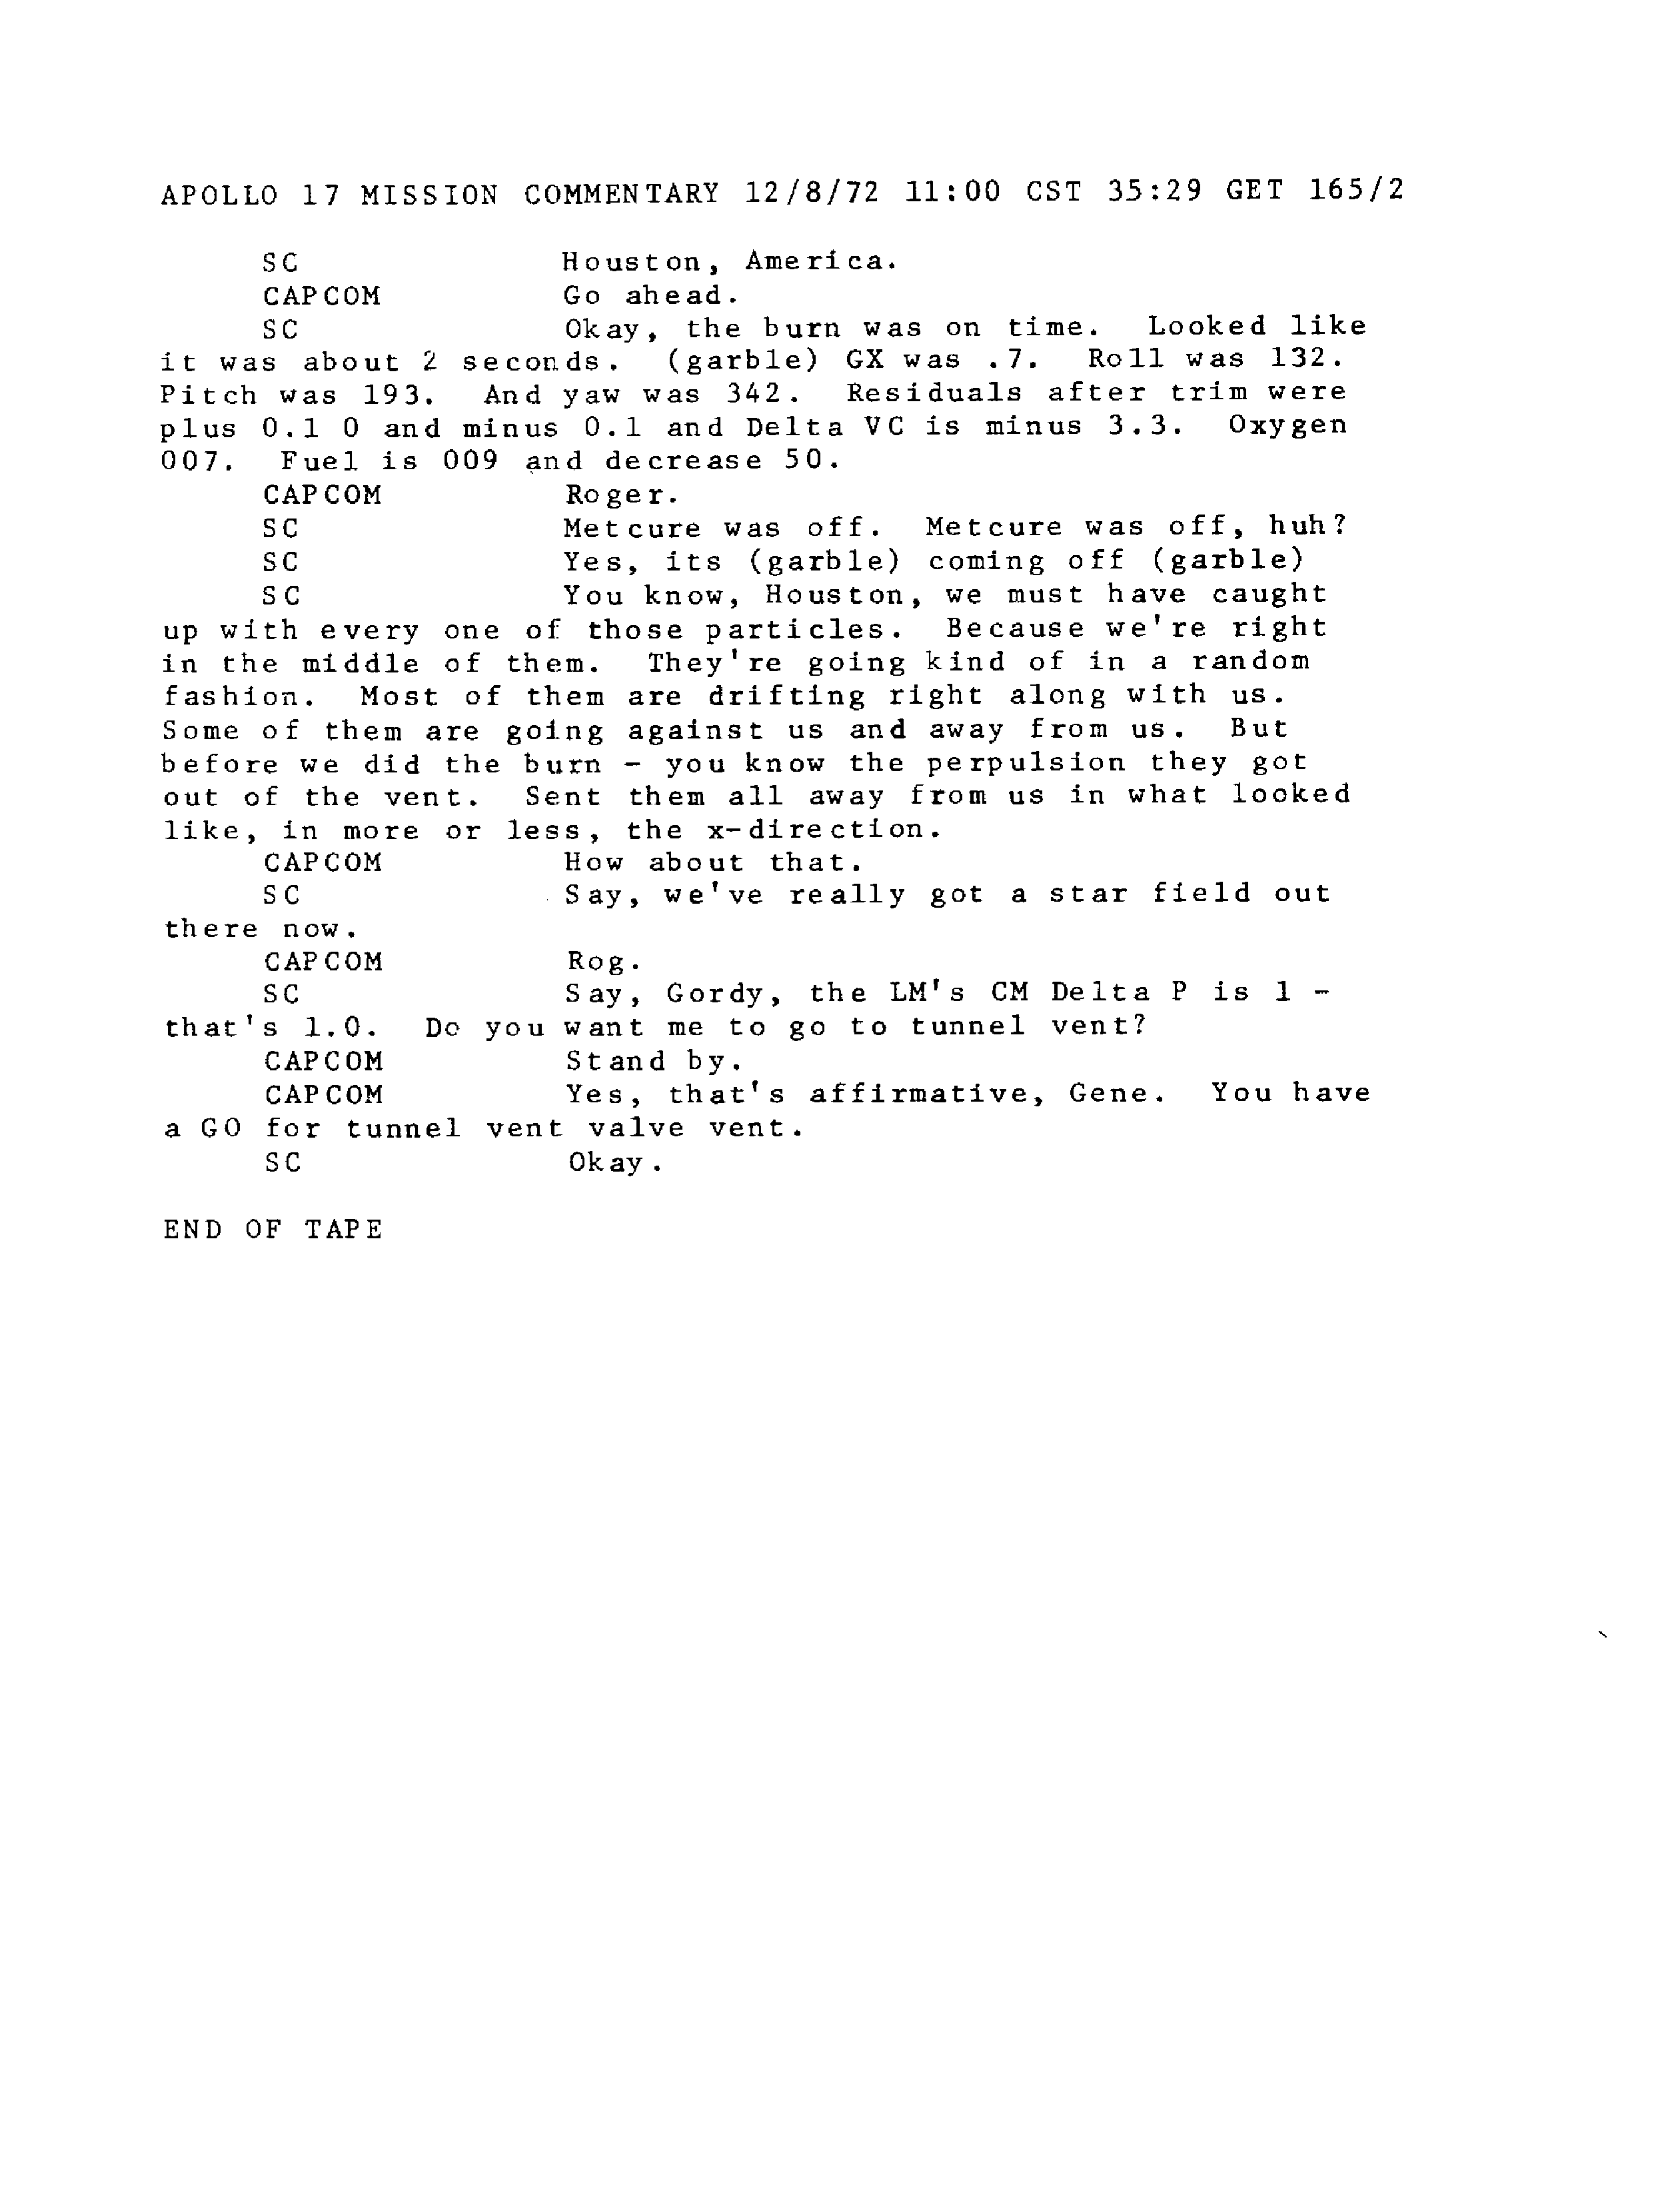 APOLLO 17 MISSION COMMENTARY 12/8/72 11:00 CST 35:29 GET 165/2
SC Houston, America.
CAPCOM Go ahead.
SC Okay, the burn was on time. Looked like
it was about 2 seconds. (garble) GX was .7. Roll was 132.
Pitch was 193. And yaw was 342. Residuals after trim were
plus 0.1 0 and minus 0.1 and Delta VC is minus 3.3. Oxygen
007. Fuel is 009 and decrease 50.
CAPCOM Roger.
SC Metcure was off. Metcure was off, huh?
SC Yes, its (garble) coming off (garble)
SC You know, Houston, we must have caught
up with every one of those particles. Because we're right
in the middle of them. They're going kind of in a random
fashion. Most of them are drifting right along with us.
Some of them are going against us and away from us. But
before we did the burn - you know the perpulsion they got
out of the vent. Sent them all away from us in what looked
like, in more or less, the x-direction.
CAPCOM How about that.
SC Say, we've really got a star field out
there now.
CAPCOM Rog.
SC Say, Gordy, the LM's CM Delta P is 1 -
that's 1.0. Do you want me to go to tunnel vent?
CAPCOM Stand by.
CAPCOM Yes, that's affirmative, Gene. You have
a GO for tunnel vent valve vent.
SC Okay.
END OF TAPE